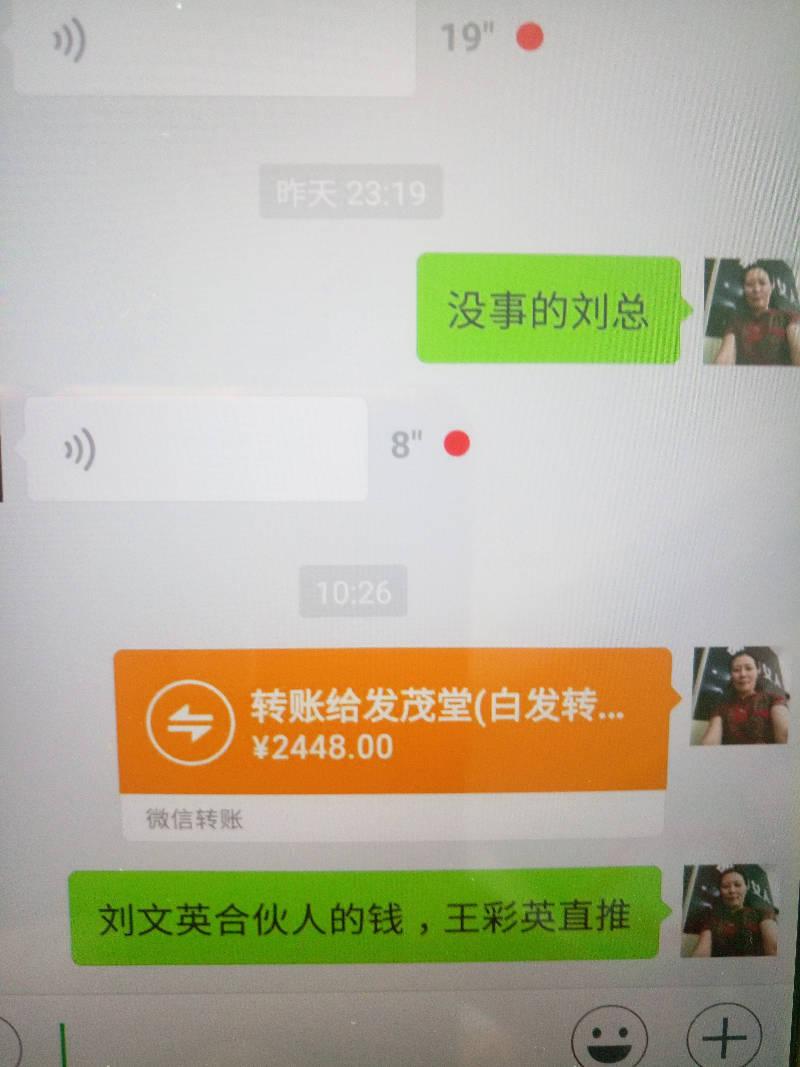 19"
昨天 23:19
没事的刘总
8"
10:26
转账给发茂堂(白发转...
¥2448.00
微信转账
刘文英合伙人的钱，王彩英直推